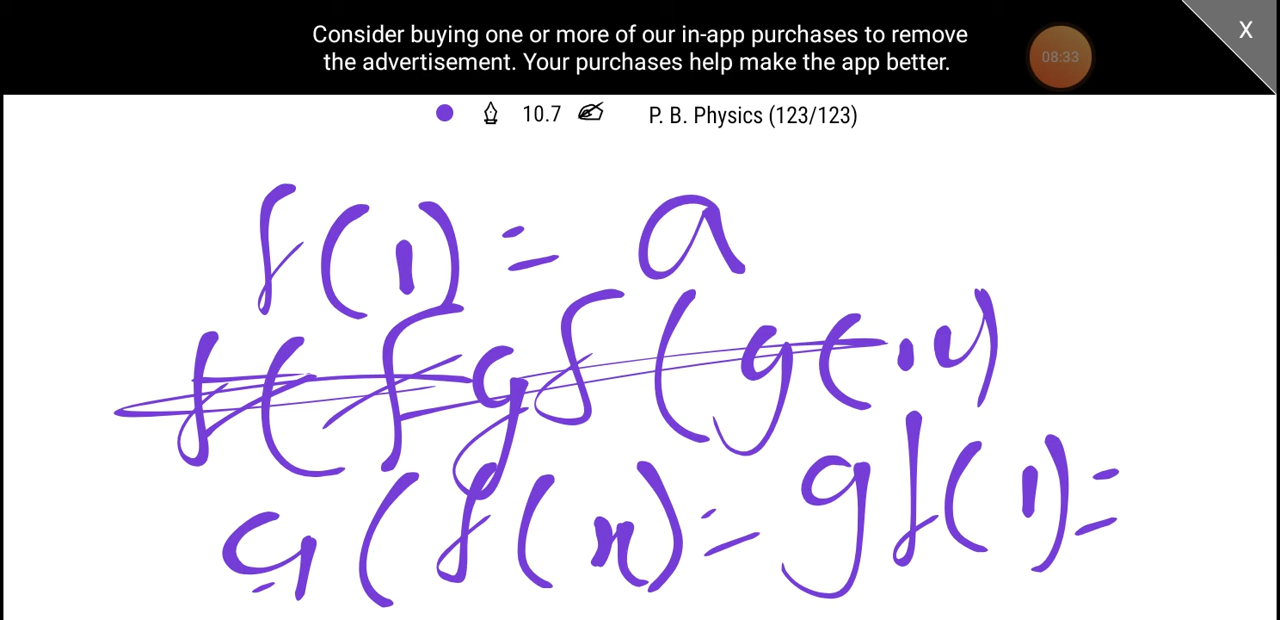 Consider buying one or more of our in-app purchases to remove
the advertisement. Your purchases help make the app better.
08:33
X
10.7 P. B. Physics (123/123)
f(1) = a
g(f(x) = gf(1) =